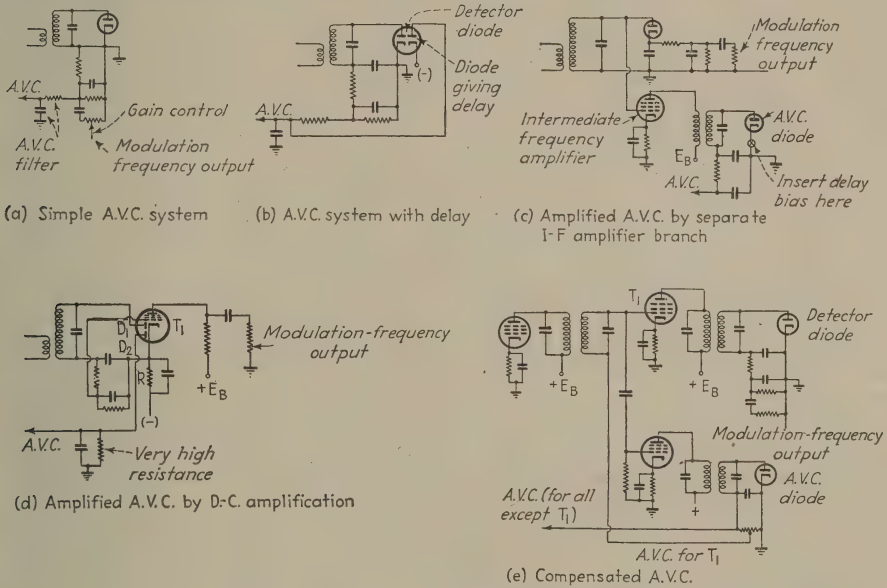 A.V.C.
A.V.C.
filter
Gain control
Modulation
frequency output
(a) Simple A.V.C. system
Detector
diode
Diode
giving
delay
(-)
A.V.C.
(b) A.V.C. system with delay
Modulation
frequency
output
Intermediate
frequency
amplifier
E_B
A.V.C.
diode
A.V.C.
Insert delay
bias here
(c) Amplified A.V.C. by separate
I-F amplifier branch
D_1
D_2
T_1
R
+E_B
(-)
Modulation-frequency
output
A.V.C.
Very high
resistance
(d) Amplified A.V.C. by D.-C. amplification
T_1
+E_B
+E_B
Detector
diode
Modulation-frequency
output
+
A.V.C.
diode
A.V.C. (for all
except T_1)
A.V.C. for T_1
(e) Compensated A.V.C.